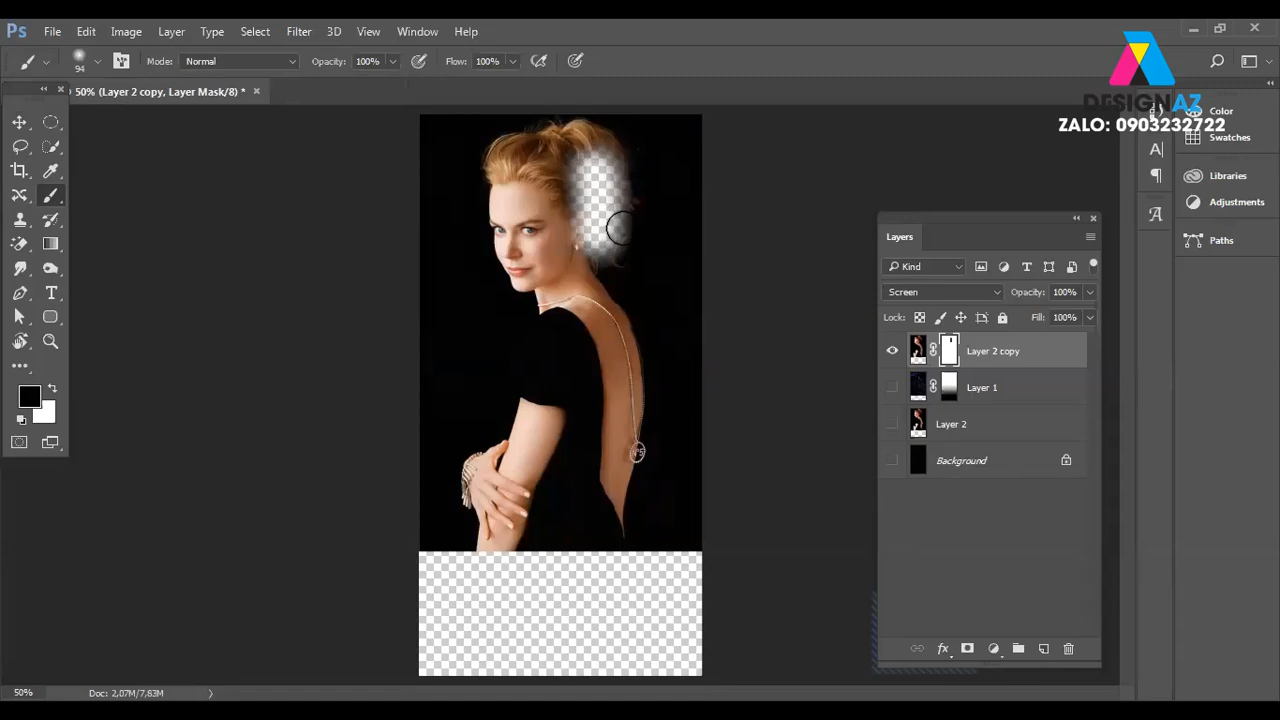 Ps File Edit Image Layer Type Select Filter 3D View Window Help
94 Mode: Normal Opacity: 100% Flow: 100%
50% (Layer 2 copy, Layer Mask/8) *
DESIGNAZ
ZALO: 0903232722
Color
Swatches
Libraries
Adjustments
Paths
Layers
Kind
Screen Opacity: 100%
Lock: Fill: 100%
Layer 2 copy
Layer 1
Layer 2
Background
fx
50% Doc: 2,07M/7,83M